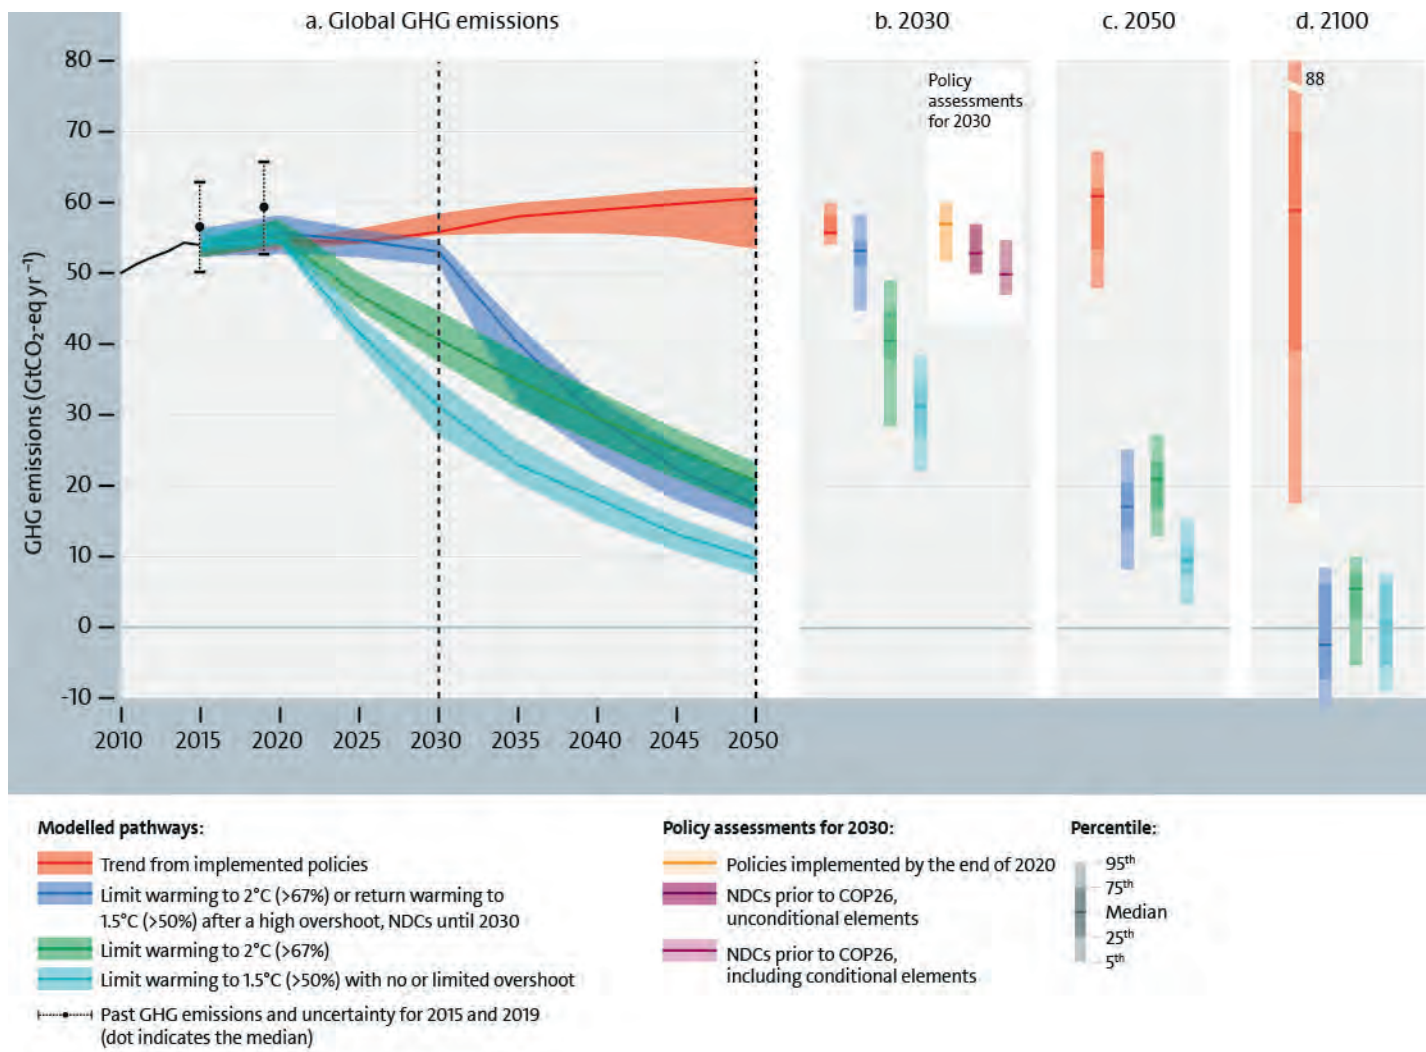 a. Global GHG emissions
b. 2030
c. 2050
d. 2100
GHG emissions (GtCO₂-eq yr⁻¹)
80
70
60
50
40
30
20
10
0
-10
2010 2015 2020 2025 2030 2035 2040 2045 2050
Policy
assessments
for 2030
88
Modelled pathways:
Trend from implemented policies
Limit warming to 2°C (>67%) or return warming to
1.5°C (>50%) after a high overshoot, NDCs until 2030
Limit warming to 2°C (>67%)
Limit warming to 1.5°C (>50%) with no or limited overshoot
Past GHG emissions and uncertainty for 2015 and 2019
(dot indicates the median)
Policy assessments for 2030:
Policies implemented by the end of 2020
NDCs prior to COP26,
unconditional elements
NDCs prior to COP26,
including conditional elements
Percentile:
95th
75th
Median
25th
5th